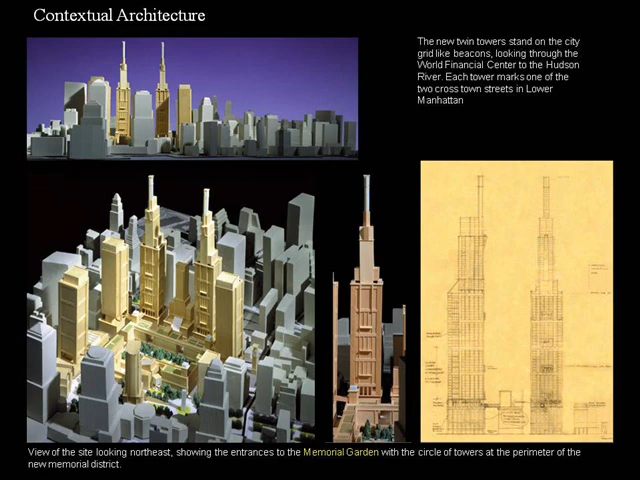 Contextual Architecture
The new twin towers stand on the city
grid like beacons, looking through the
World Financial Center to the Hudson
River. Each tower marks one of the
two cross town streets in Lower
Manhattan
View of the site looking northeast, showing the entrances to the Memorial Garden with the circle of towers at the perimeter of the
new memorial district.